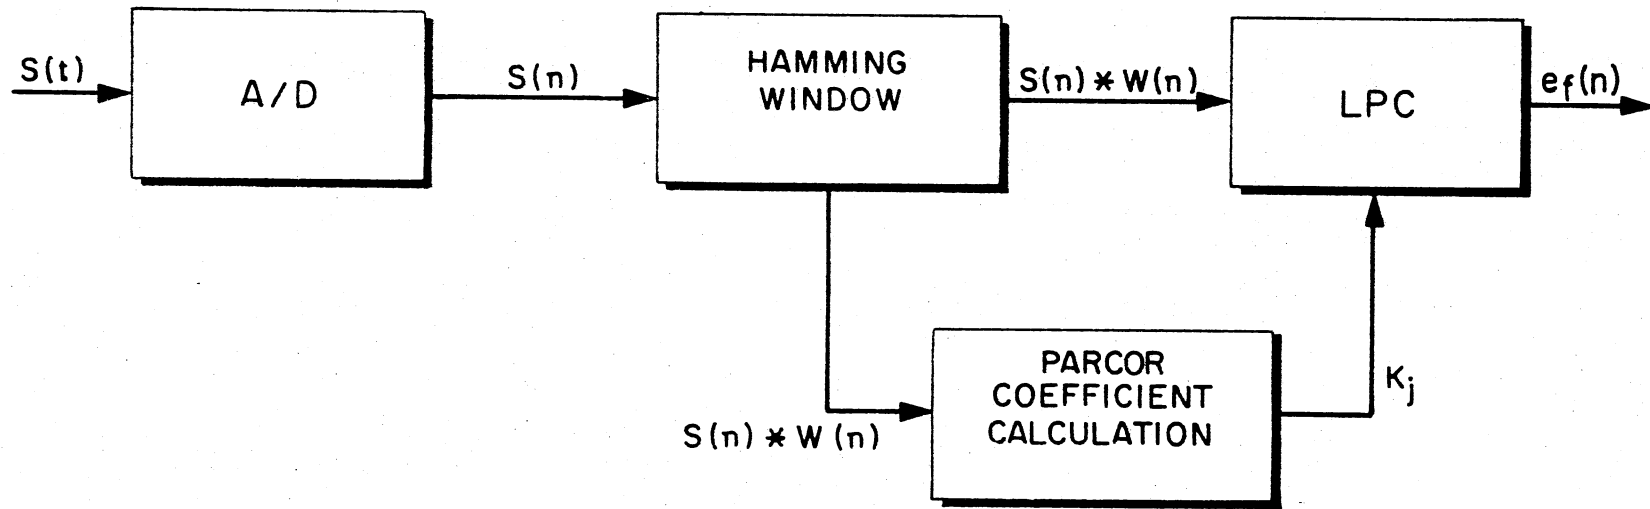 S(t)
A/D
S(n)
HAMMING
WINDOW
S(n) * W(n)
LPC
ef(n)
S(n) * W(n)
PARCOR
COEFFICIENT
CALCULATION
Kj